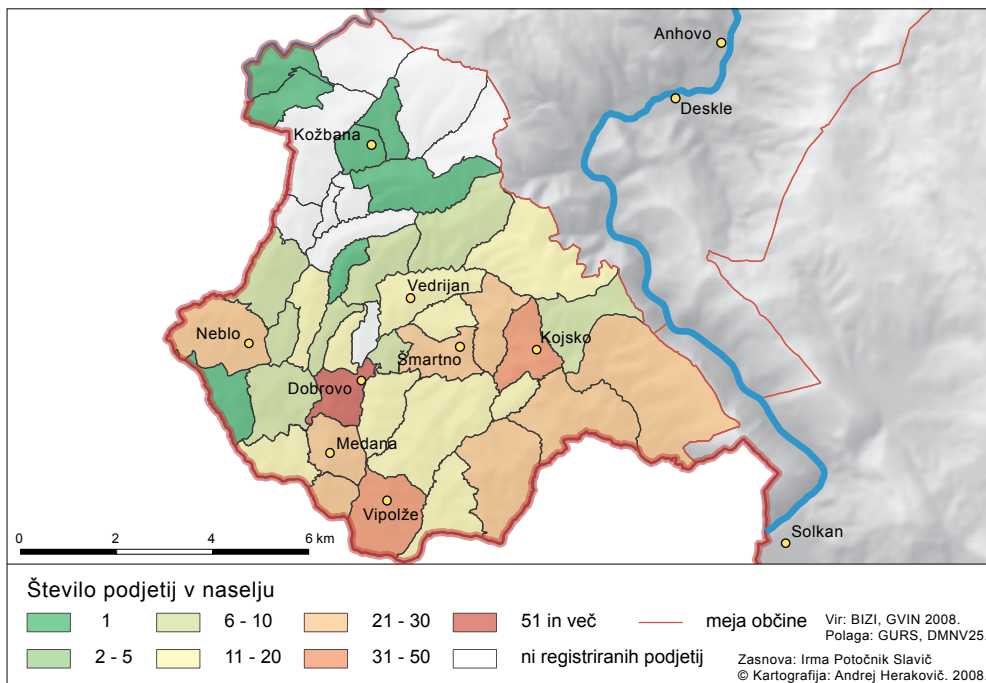 Anhovo
Deskle
Kožbana
Vedrijan
Neblo
Kojsko
Šmartno
Dobrovo
Medana
Vipolže
Solkan
0 2 4 6 km
Število podjetij v naselju
1 6 - 10 21 - 30 51 in več meja občine
2 - 5 11 - 20 31 - 50 ni registriranih podjetij
Vir: BIZI, GVIN 2008.
Polaga: GURS, DMNV25.
Zasnova: Irma Potočnik Slavič
© Kartografija: Andrej Herakovič. 2008.